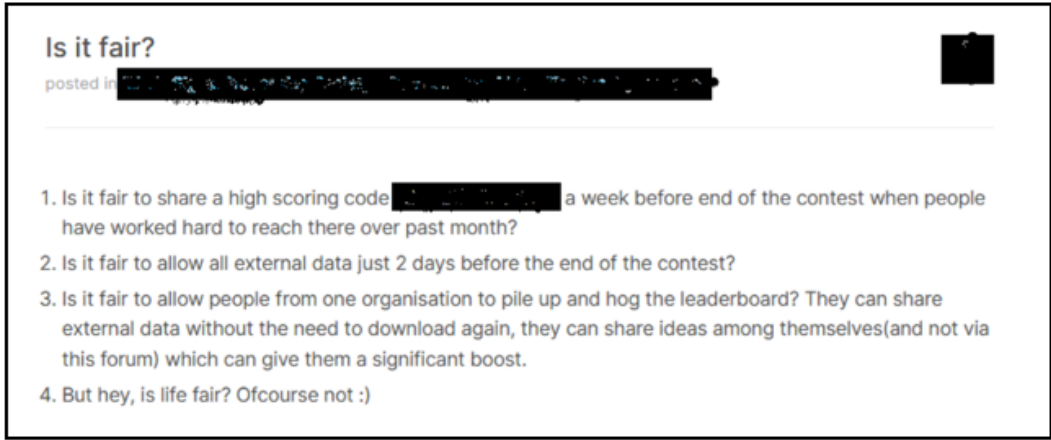 Is it fair?
posted in
1. Is it fair to share a high scoring code a week before end of the contest when people
have worked hard to reach there over past month?
2. Is it fair to allow all external data just 2 days before the end of the contest?
3. Is it fair to allow people from one organisation to pile up and hog the leaderboard? They can share
external data without the need to download again, they can share ideas among themselves(and not via
this forum) which can give them a significant boost.
4. But hey, is life fair? Ofcourse not :)